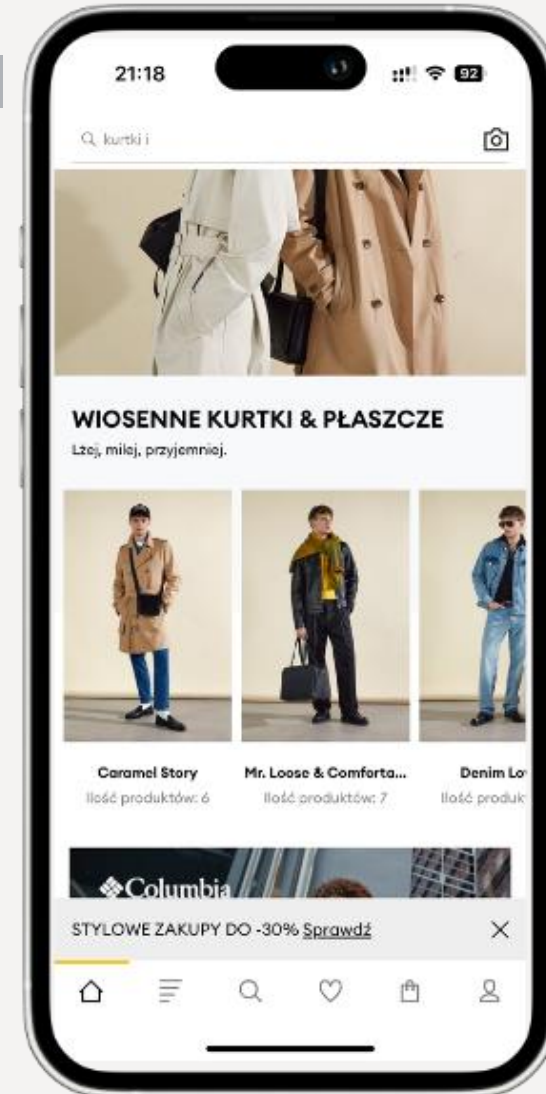 21:18
92
kurtki i
WIOSENNE KURTKI & PŁASZCZE
Lżej, milej, przyjemniej.
Caramel Story
Mr. Loose & Comforta...
Denim Lo
Ilość produktów: 6
Ilość produktów: 7
Ilość produk
Columbia
STYLOWE ZAKUPY DO -30% Sprawdź